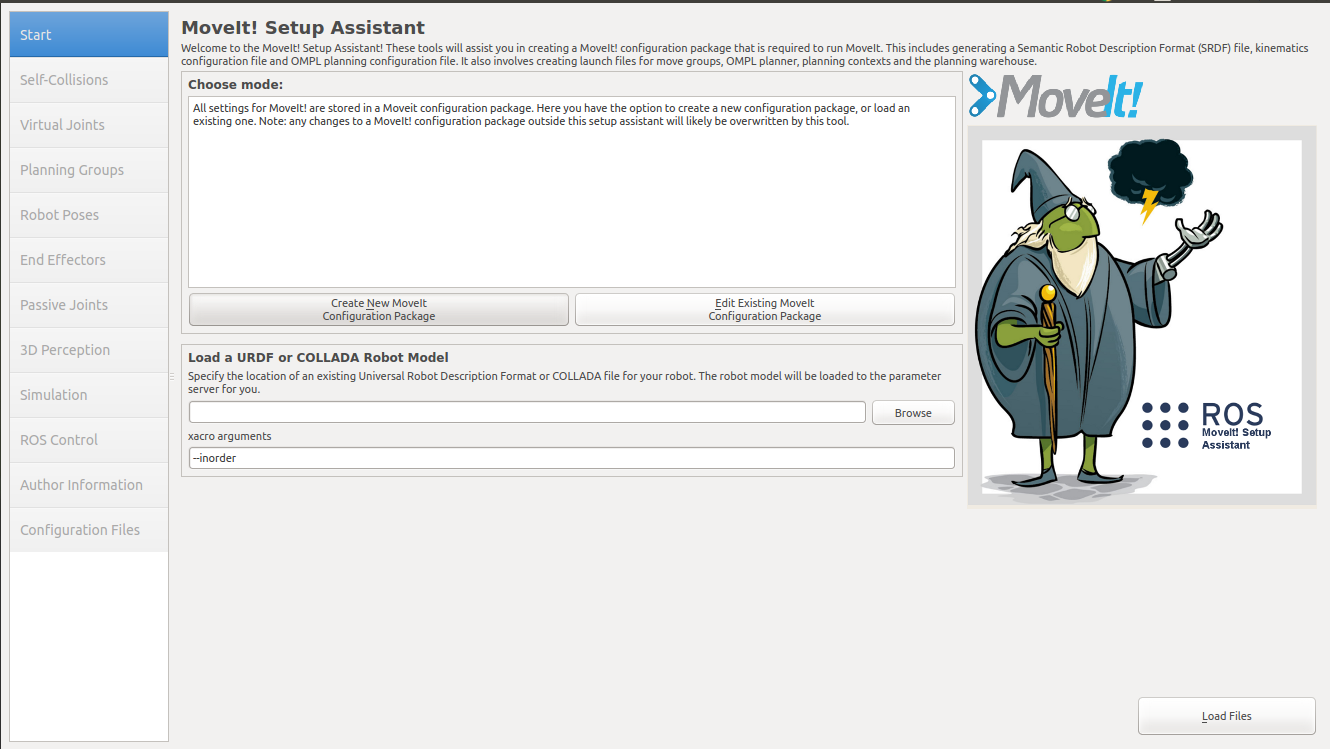 Start
Self-Collisions
Virtual Joints
Planning Groups
Robot Poses
End Effectors
Passive Joints
3D Perception
Simulation
ROS Control
Author Information
Configuration Files
MoveIt! Setup Assistant
Welcome to the MoveIt! Setup Assistant! These tools will assist you in creating a MoveIt! configuration package that is required to run MoveIt. This includes generating a Semantic Robot Description Format (SRDF) file, kinematics
configuration file and OMPL planning configuration file. It also involves creating launch files for move groups, OMPL planner, planning contexts and the planning warehouse.
Choose mode:
All settings for MoveIt! are stored in a Moveit configuration package. Here you have the option to create a new configuration package, or load an
existing one. Note: any changes to a MoveIt! configuration package outside this setup assistant will likely be overwritten by this tool.
Create New MoveIt
Configuration Package
Edit Existing MoveIt
Configuration Package
Load a URDF or COLLADA Robot Model
Specify the location of an existing Universal Robot Description Format or COLLADA file for your robot. The robot model will be loaded to the parameter
server for you.
Browse
xacro arguments
--inorder
MoveIt!
ROS
MoveIt! Setup
Assistant
Load Files